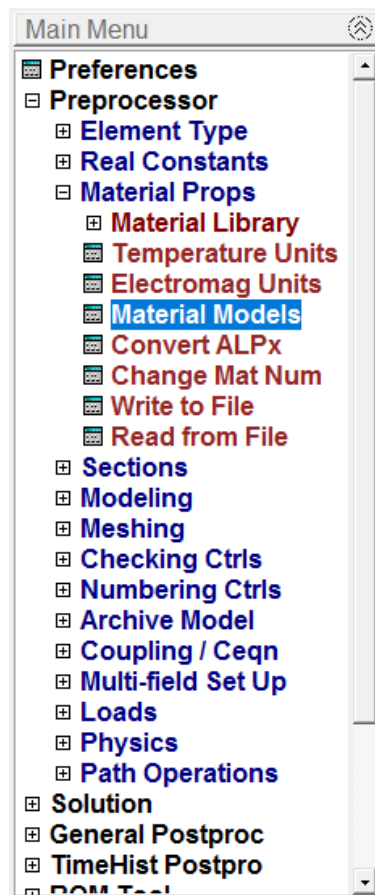 Main Menu
Preferences
Preprocessor
Element Type
Real Constants
Material Props
Material Library
Temperature Units
Electromag Units
Material Models
Convert ALPx
Change Mat Num
Write to File
Read from File
Sections
Modeling
Meshing
Checking Ctrls
Numbering Ctrls
Archive Model
Coupling / Ceqn
Multi-field Set Up
Loads
Physics
Path Operations
Solution
General Postproc
TimeHist Postpro